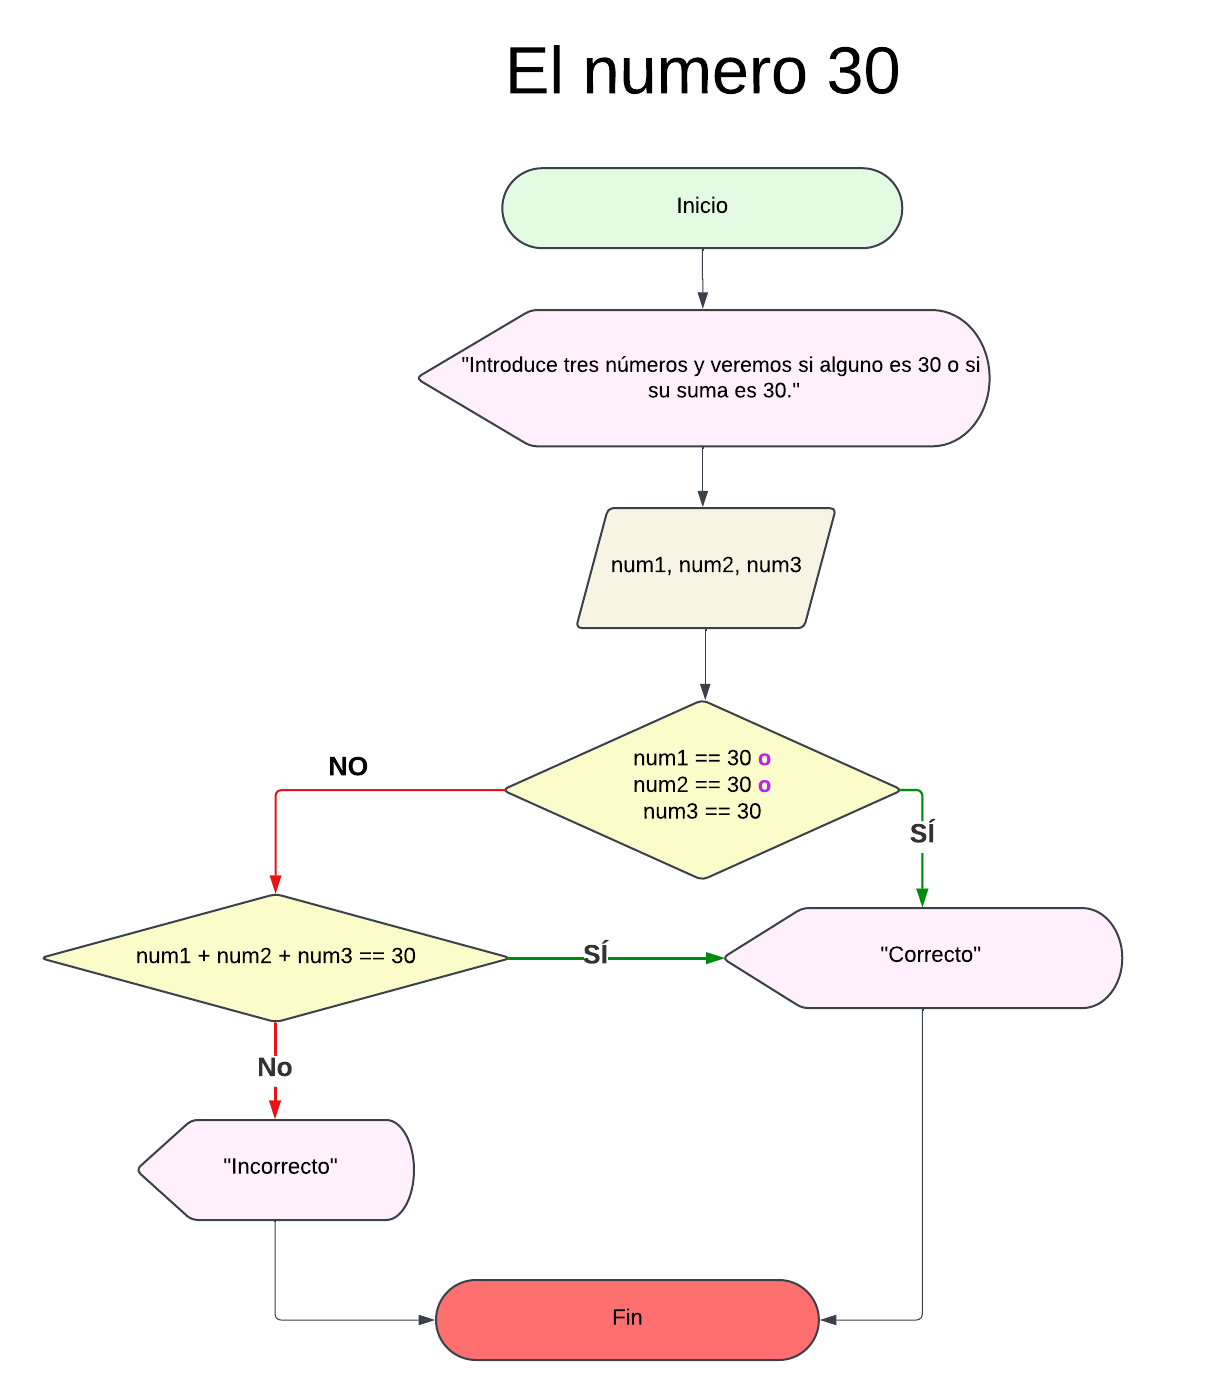 El numero 30
Inicio
"Introduce tres números y veremos si alguno es 30 o si
su suma es 30."
num1, num2, num3
num1 == 30 o
num2 == 30 o
num3 == 30
NO
SÍ
num1 + num2 + num3 == 30
SÍ
"Correcto"
No
"Incorrecto"
Fin